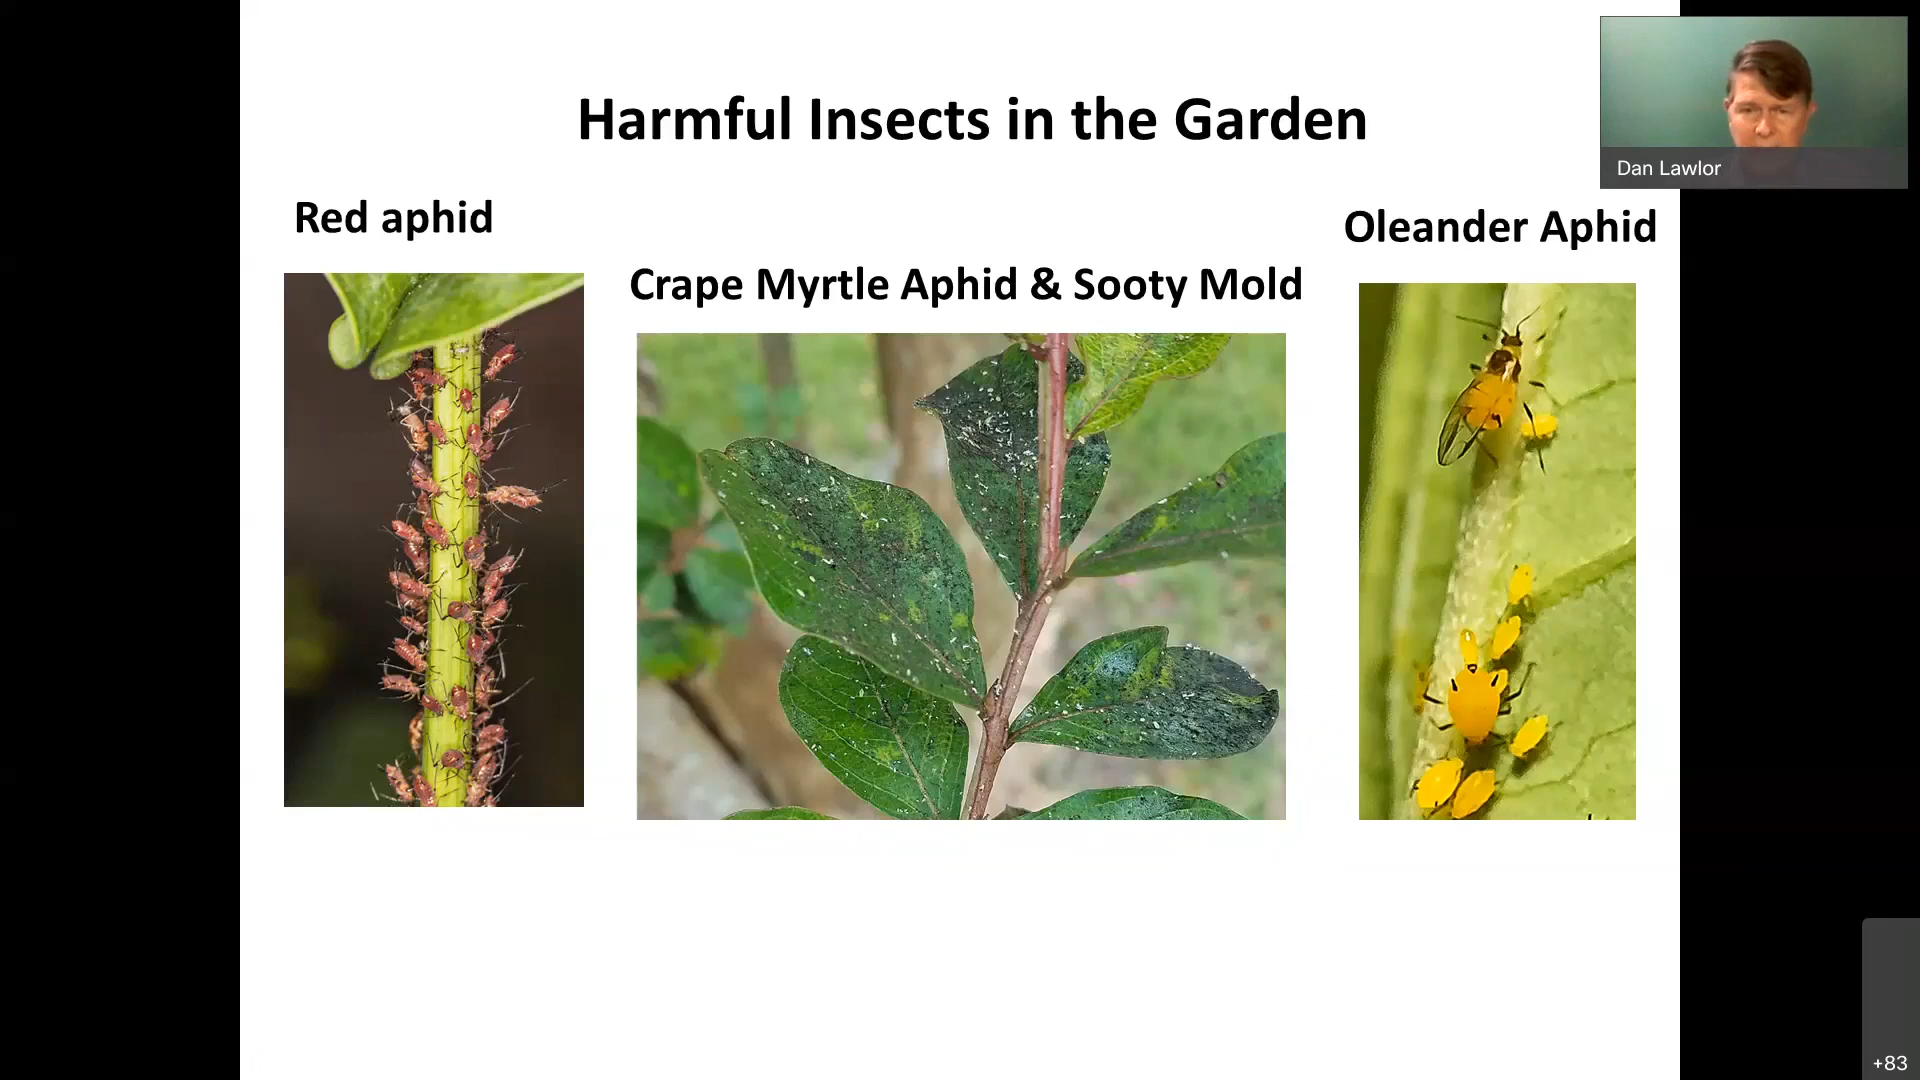 Harmful Insects in the Garden
Dan Lawlor
Red aphid
Oleander Aphid
Crape Myrtle Aphid & Sooty Mold
+83